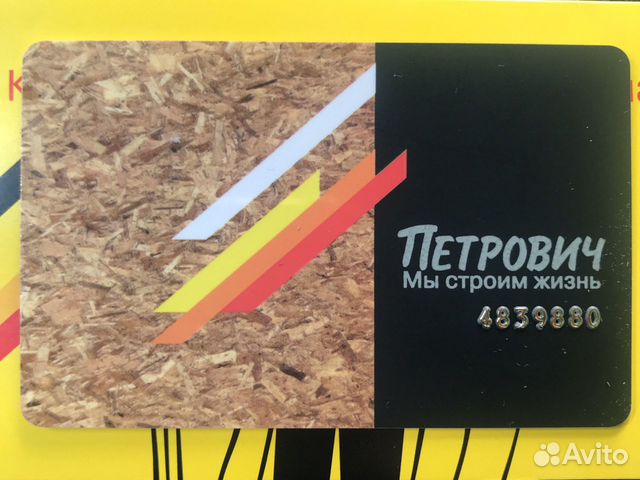 ПЕТРОВИЧ
Мы строим жизнь
4839880
Avito